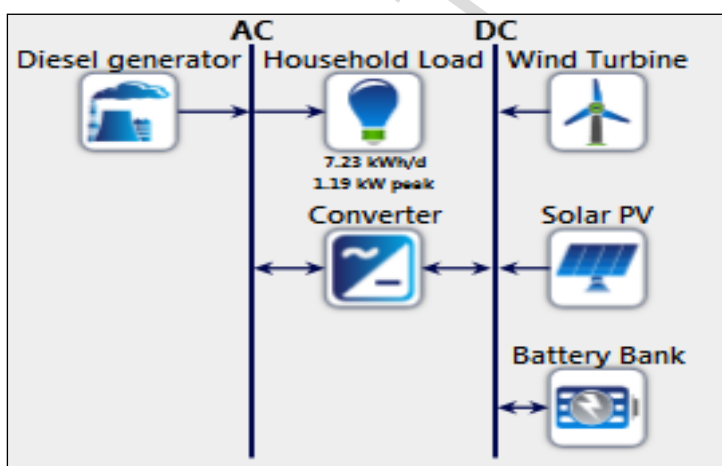 AC DC
Diesel generator Household Load Wind Turbine
7.23 kWh/d
1.19 kW peak
Converter Solar PV
Battery Bank